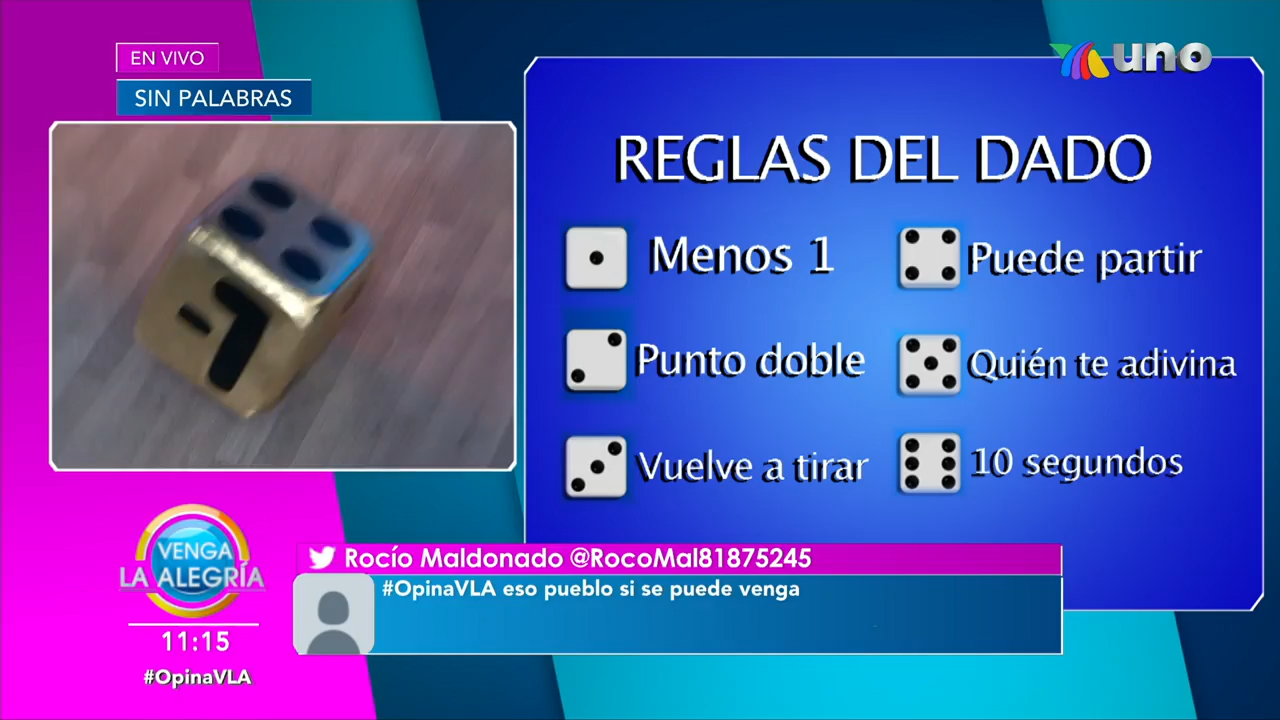 EN VIVO
SIN PALABRAS
uno
REGLAS DEL DADO
Menos 1
Puede partir
Punto doble
Quién te adivina
Vuelve a tirar
10 segundos
-1
VENGA
LA ALEGRÍA
11:15
#OpinaVLA
Rocío Maldonado @RocoMal81875245
#OpinaVLA eso pueblo si se puede venga